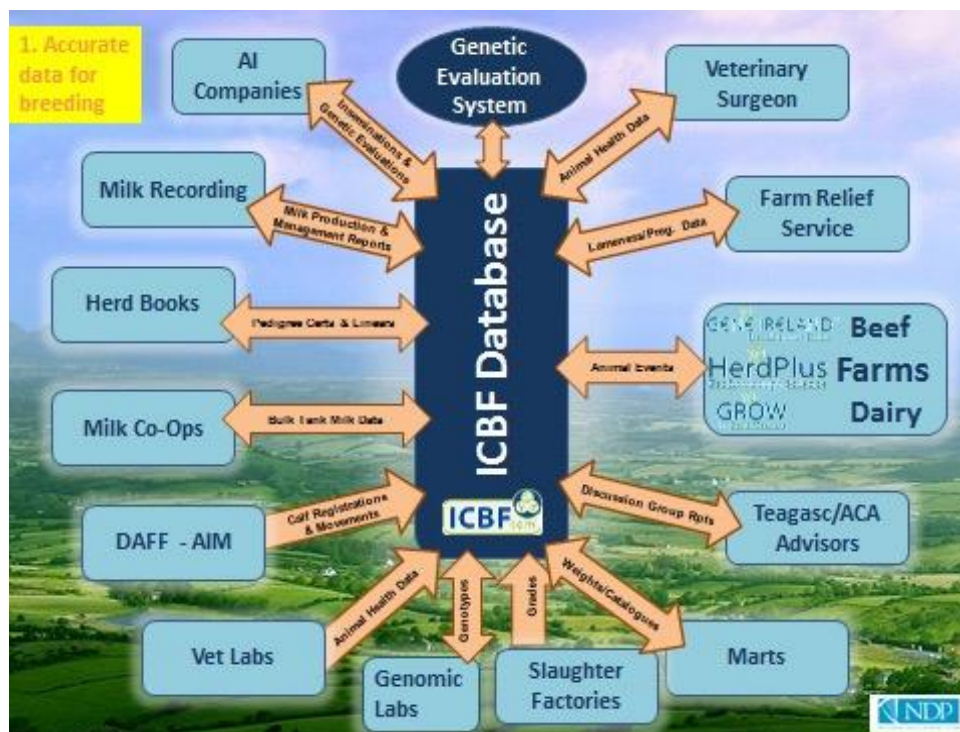 1. Accurate
data for
breeding
AI
Companies
Genetic
Evaluation
System
Veterinary
Surgeon
Inseminations &
Genetic Evaluations
Animal Health Data
Milk Recording
Milk Production &
Management Reports
Farm Relief
Service
Lameness/Preg. Data
Herd Books
Pedigree Certs & Linears
ICBF Database
Animal Events
GENE IRELAND
Beef
HerdPlus
Farms
GROW
Dairy
Milk Co-Ops
Bulk Tank Milk Data
DAFF - AIM
Calf Registrations
& Movements
ICBF
.com
Discussion Group Rpts
Teagasc/ACA
Advisors
Vet Labs
Animal Health Data
Genotypes
Grades
Weights/Catalogues
Genomic
Labs
Slaughter
Factories
Marts
NDP